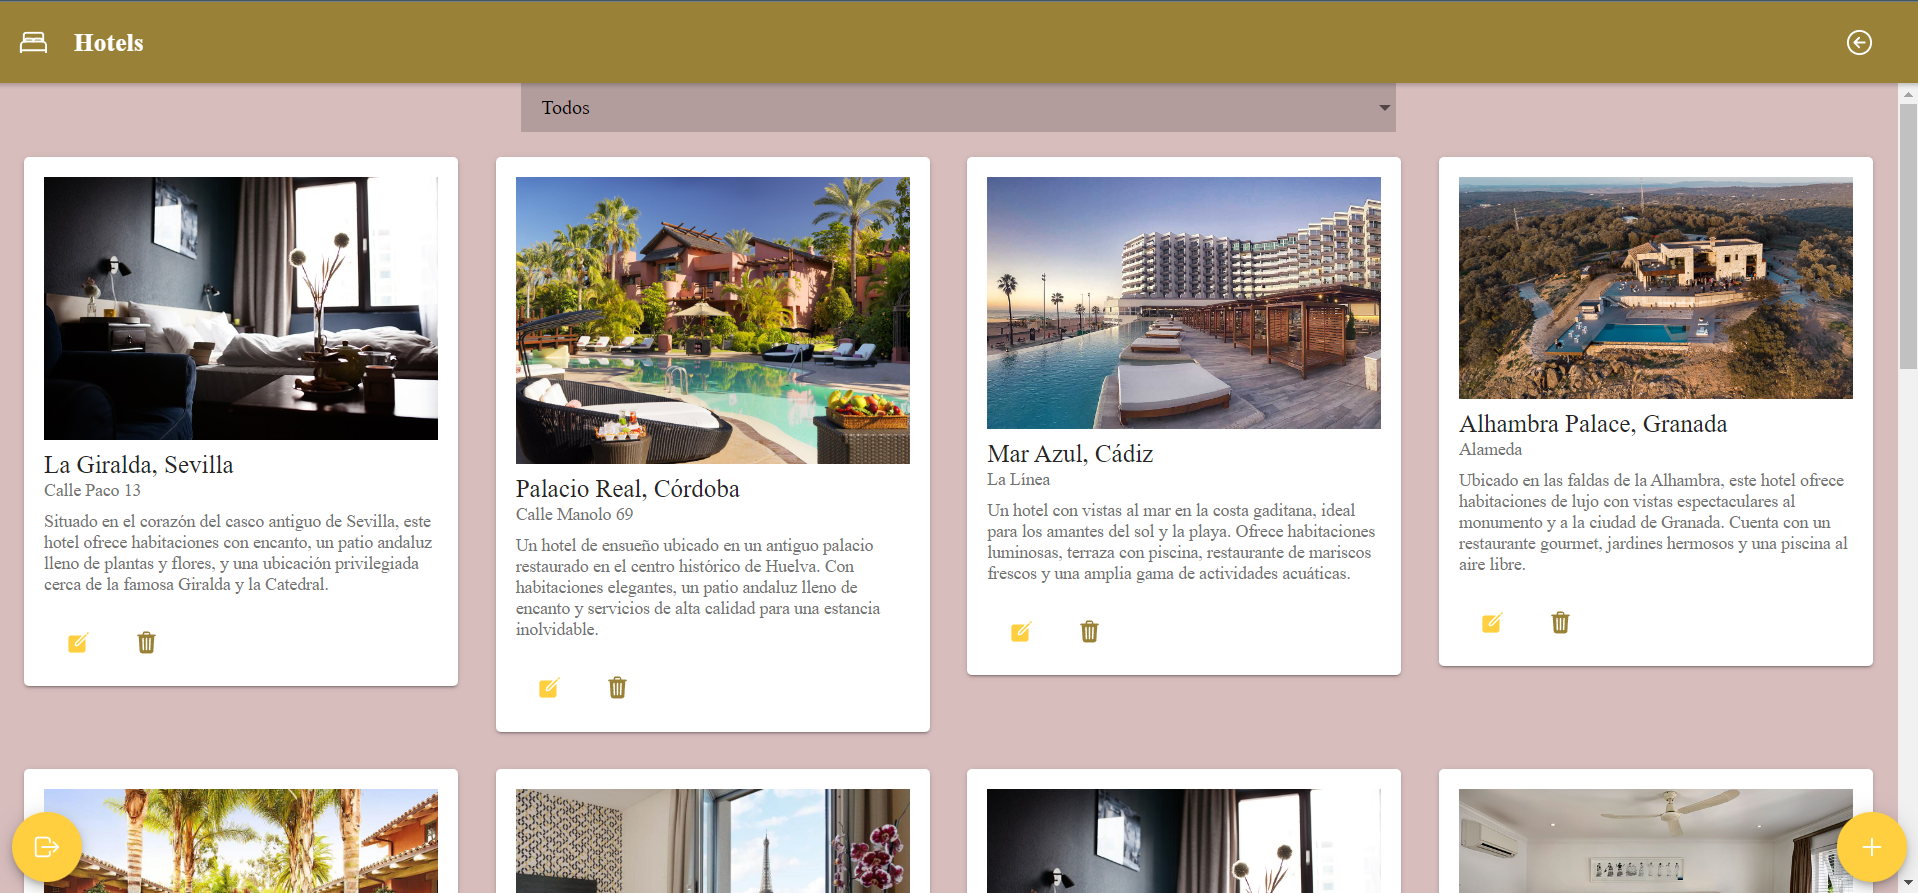 Hotels
Todos
La Giralda, Sevilla
Calle Paco 13
Situado en el corazón del casco antiguo de Sevilla, este
hotel ofrece habitaciones con encanto, un patio andaluz
lleno de plantas y flores, y una ubicación privilegiada
cerca de la famosa Giralda y la Catedral.
Palacio Real, Córdoba
Calle Manolo 69
Un hotel de ensueño ubicado en un antiguo palacio
restaurado en el centro histórico de Huelva. Con
habitaciones elegantes, un patio andaluz lleno de
encanto y servicios de alta calidad para una estancia
inolvidable.
Mar Azul, Cádiz
La Línea
Un hotel con vistas al mar en la costa gaditana, ideal
para los amantes del sol y la playa. Ofrece habitaciones
luminosas, terraza con piscina, restaurante de mariscos
frescos y una amplia gama de actividades acuáticas.
Alhambra Palace, Granada
Alameda
Ubicado en las faldas de la Alhambra, este hotel ofrece
habitaciones de lujo con vistas espectaculares al
monumento y a la ciudad de Granada. Cuenta con un
restaurante gourmet, jardines hermosos y una piscina al
aire libre.